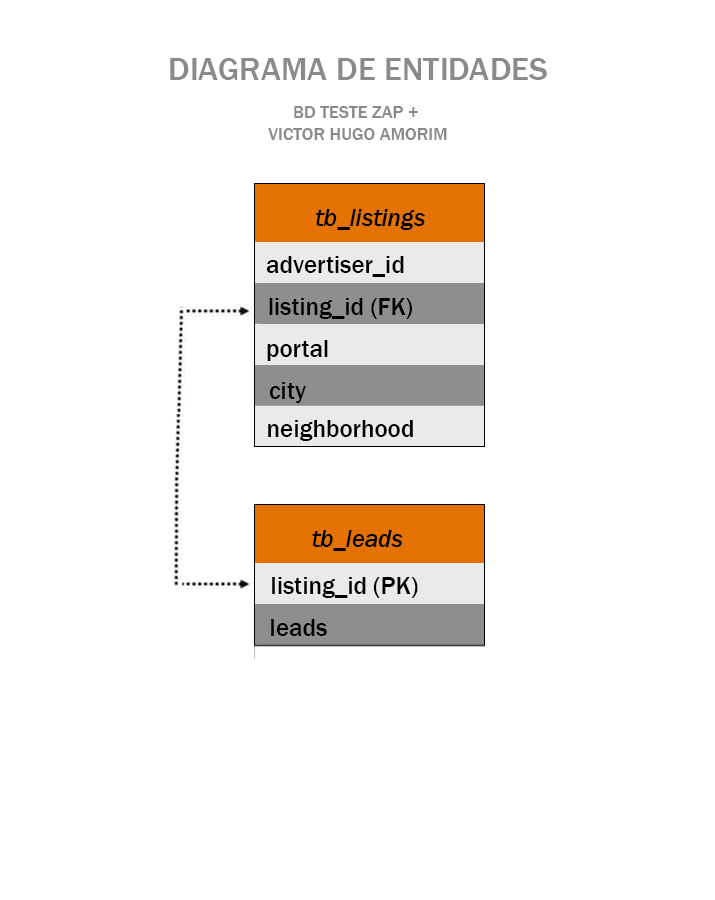 DIAGRAMA DE ENTIDADES
BD TESTE ZAP +
VICTOR HUGO AMORIM
tb_listings
advertiser_id
listing_id (FK)
portal
city
neighborhood
tb_leads
listing_id (PK)
leads